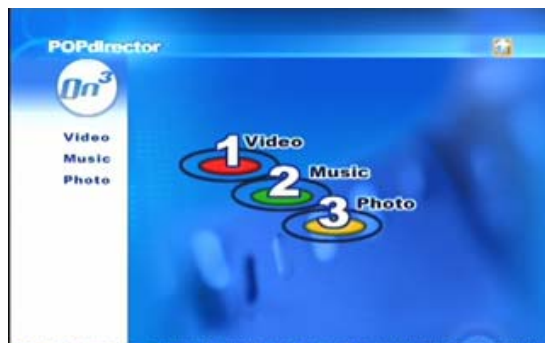 POPdirector
On³
Video
Music
Photo
1 Video
2 Music
3 Photo